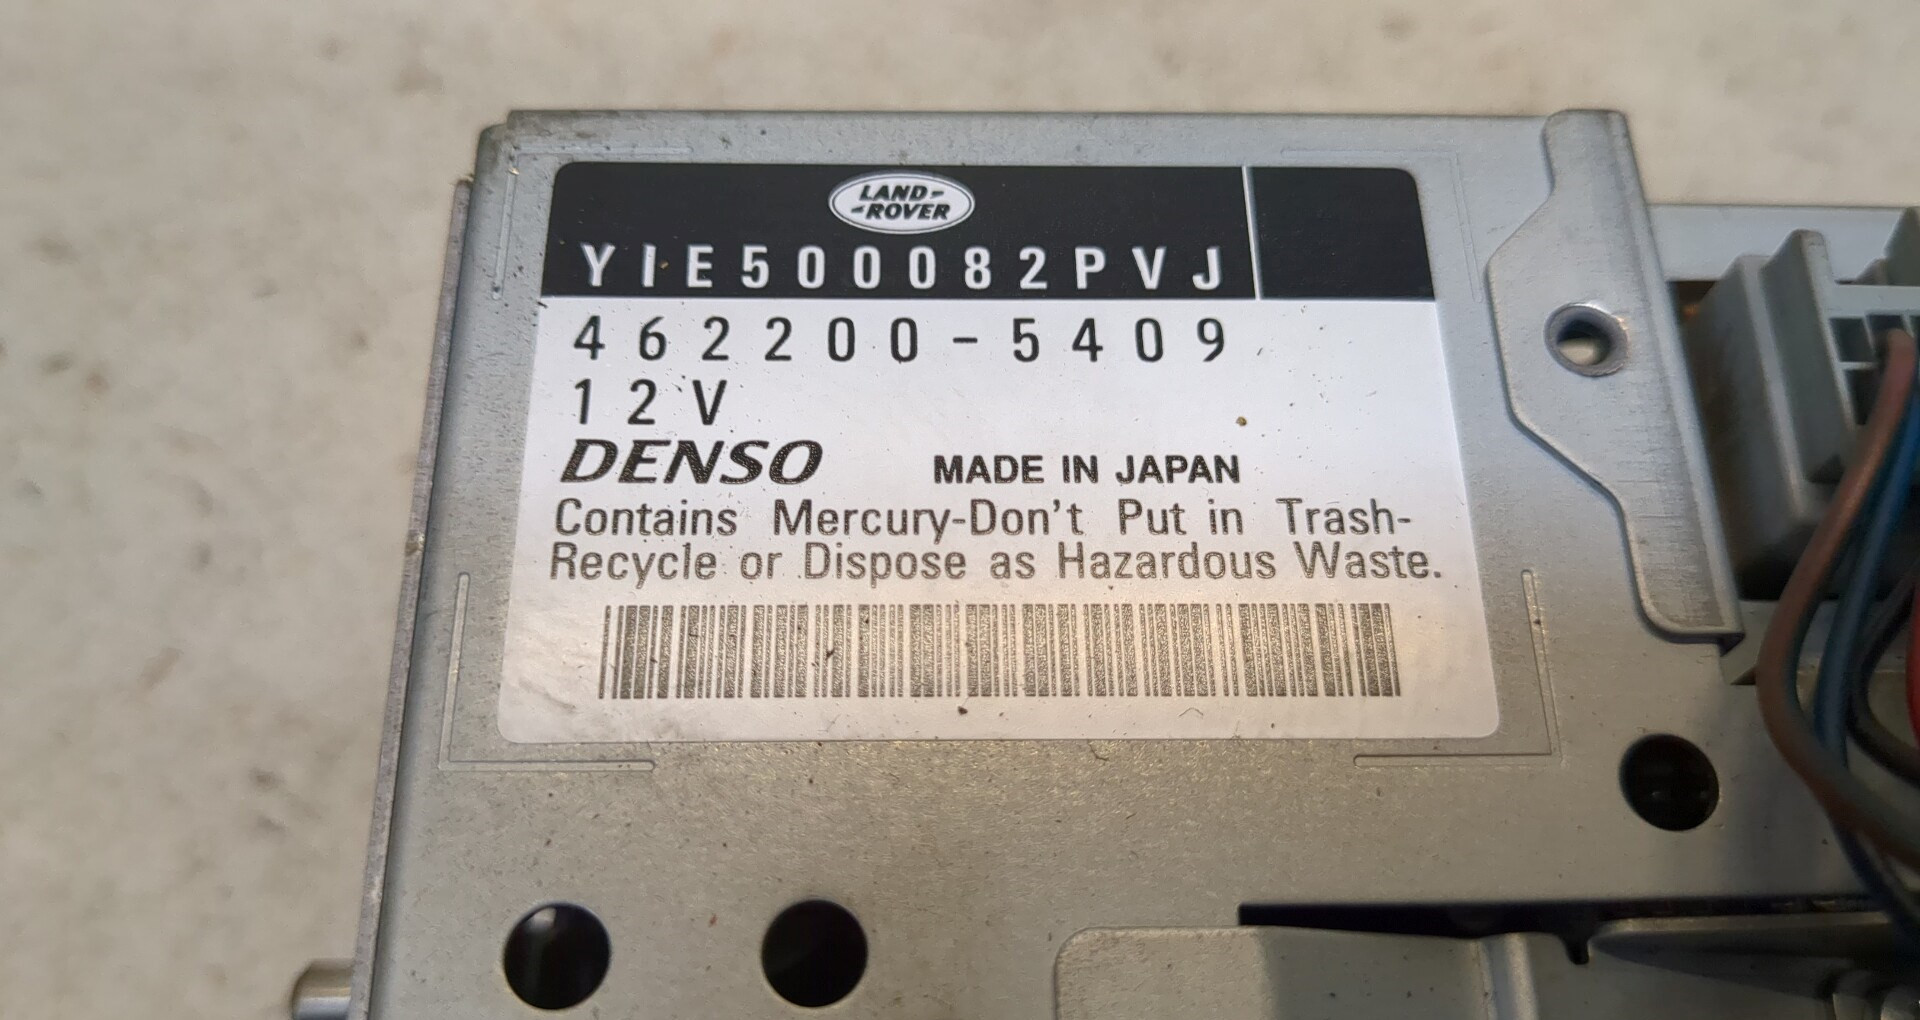 LAND-
-ROVER
YIE500082PVJ
462200-5409
12V
DENSO MADE IN JAPAN
Contains Mercury-Don't Put in Trash-
Recycle or Dispose as Hazardous Waste.